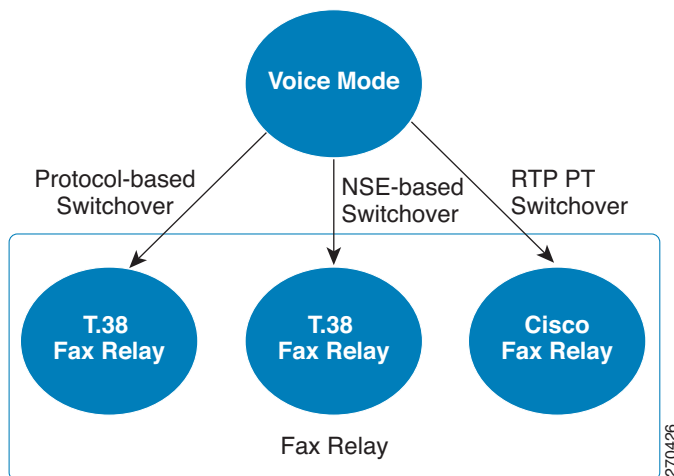 Voice Mode
Protocol-based
Switchover
NSE-based
Switchover
RTP PT
Switchover
T.38
Fax Relay
T.38
Fax Relay
Cisco
Fax Relay
Fax Relay
270426